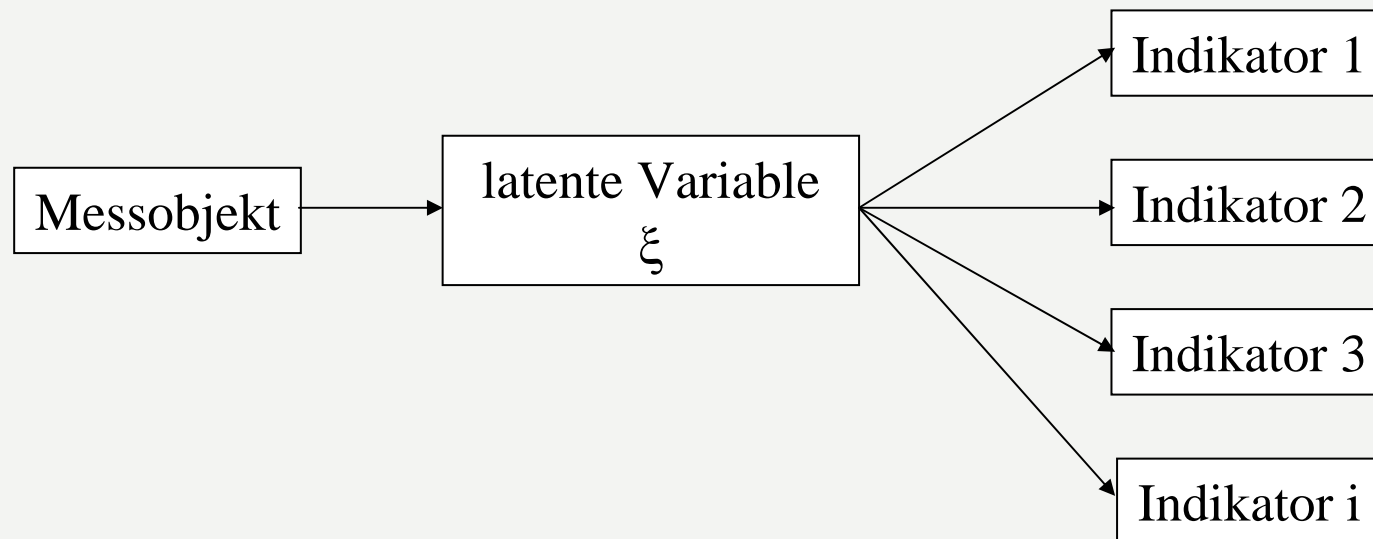 Messobjekt
latente Variable
ξ
Indikator 1
Indikator 2
Indikator 3
Indikator i